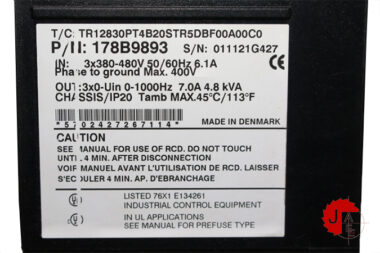 T/C: TR12830PT4B20STR5DBF00A00C0
P/N: 178B9893 S/N: 011121G427
IN: 3x380-480V 50/60Hz 6.1A
Phase to ground Max. 400V
OUT:3x0-Uin 0-1000Hz 7.0A 4.8 kVA
CHASSIS/IP20 Tamb MAX.45°C/113°F
*5702427267114* MADE IN DENMARK
CAUTION
SEE MANUAL FOR USE OF RCD. DO NOT TOUCH
UNTIL 4 MIN. AFTER DISCONNECTION
VOIR MANUEL AVANT L'UTILISATION DE RCD. LAISSER
S'ECOULER 4 MIN APRES D'EBRANCHAGE
LISTED 76X1 E134261
INDUSTRIAL CONTROL EQUIPMENT
IN UL APPLICATIONS
SEE MANUAL FOR PREFUSE TYPE